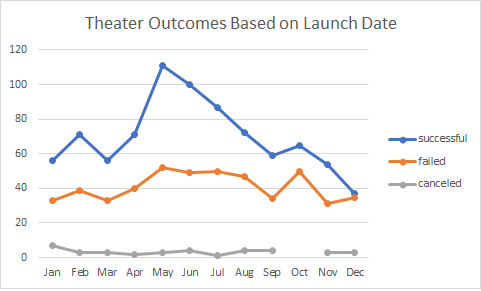 Theater Outcomes Based on Launch Date
120
100
80
60
40
20
0
Jan Feb Mar Apr May Jun Jul Aug Sep Oct Nov Dec
successful
failed
canceled